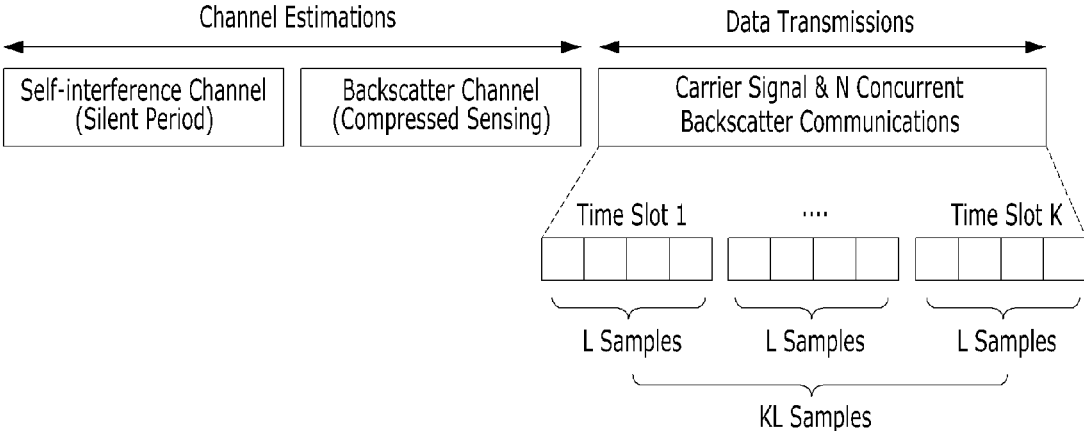 Channel Estimations
Data Transmissions
Self-interference Channel
(Silent Period)
Backscatter Channel
(Compressed Sensing)
Carrier Signal & N Concurrent
Backscatter Communications
Time Slot 1
....
Time Slot K
L Samples
L Samples
L Samples
KL Samples